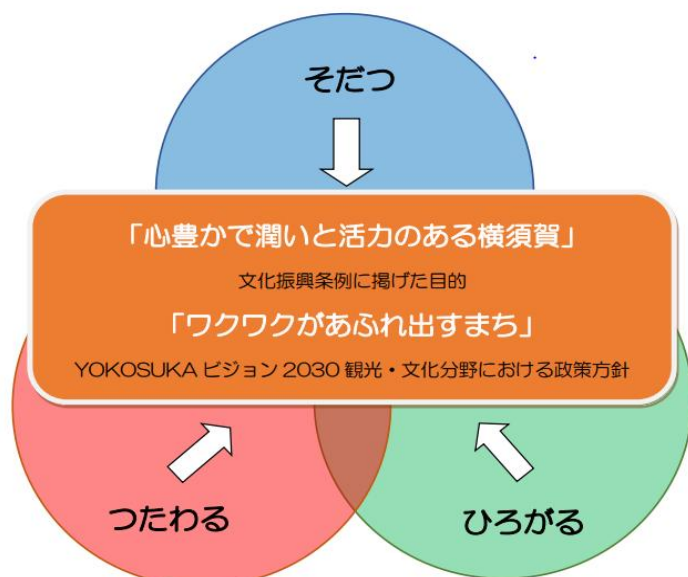 そだつ
「心豊かで潤いと活力のある横須賀」
文化振興条例に掲げた目的
「ワクワクがあふれ出すまち」
YOKOSUKA ビジョン 2030 観光・文化分野における政策方針
つたわる
ひろがる